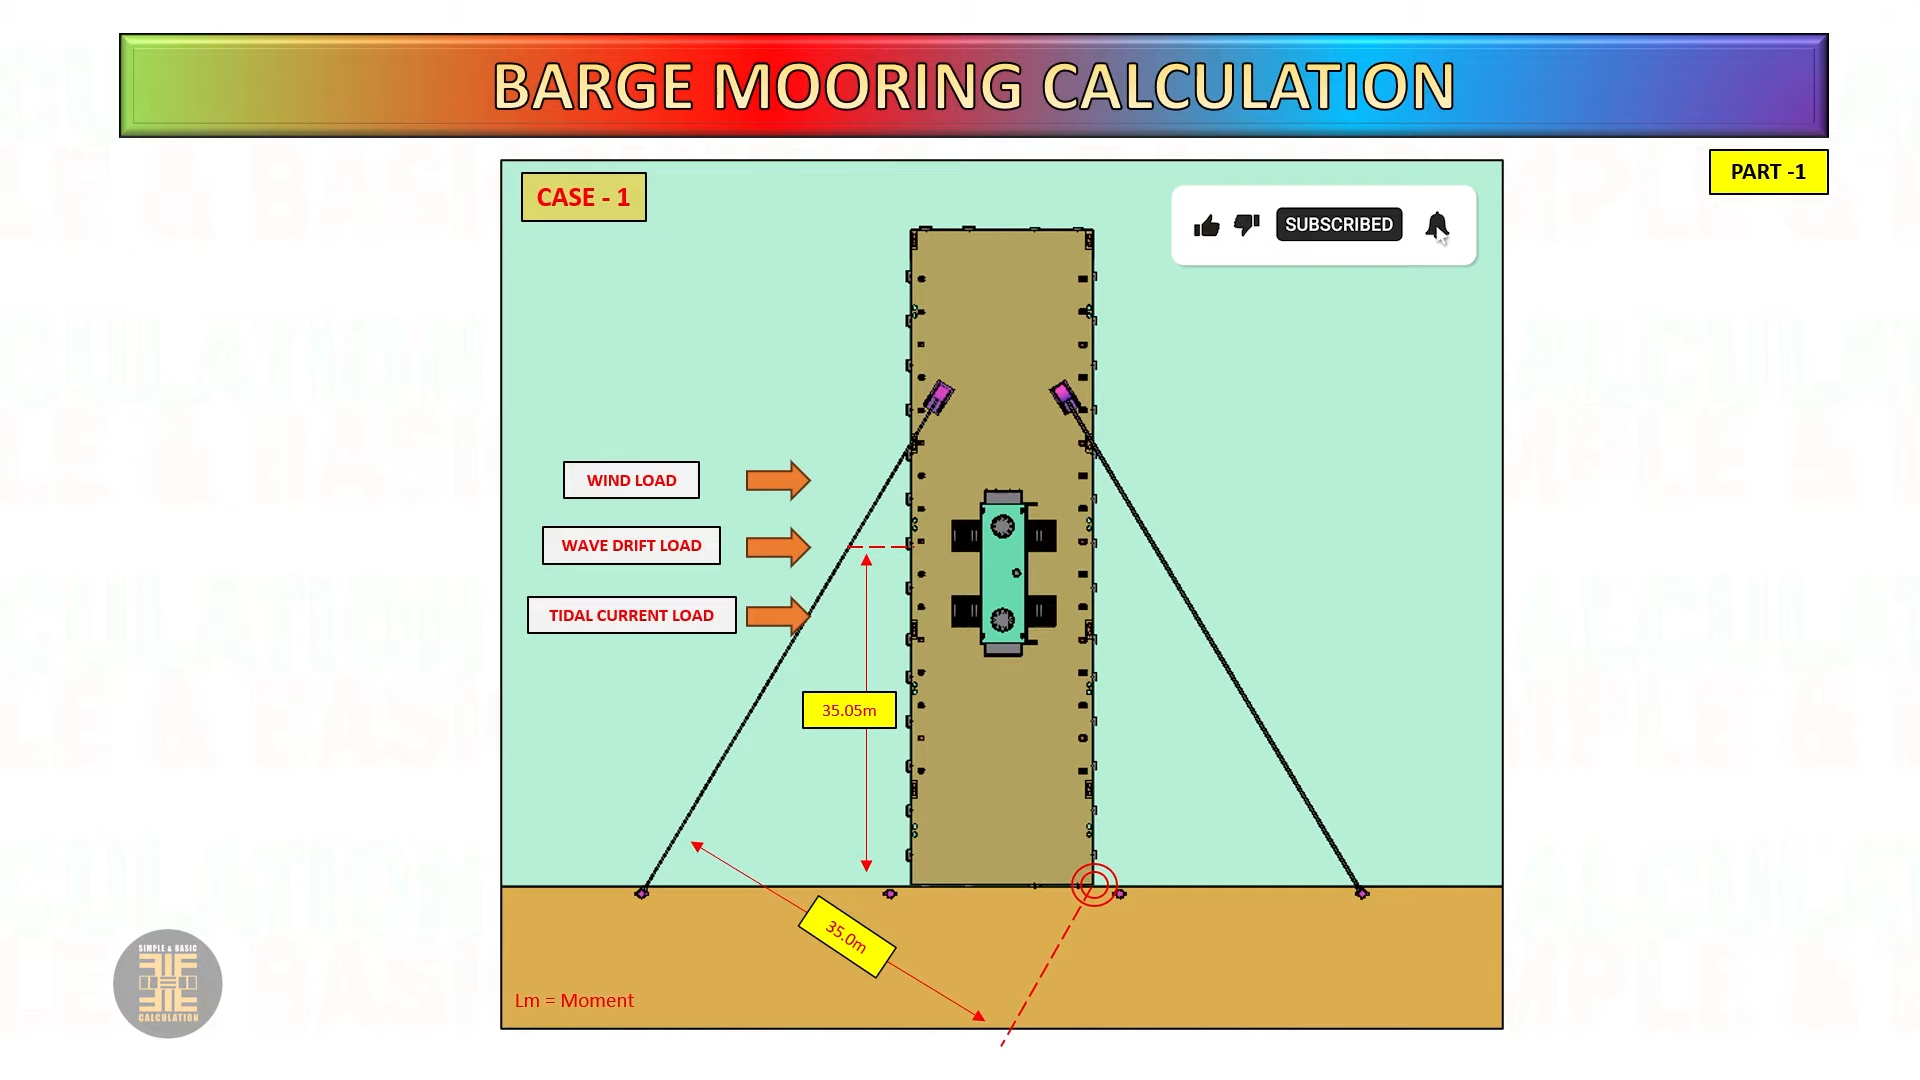 BARGE MOORING CALCULATION
PART -1
CASE - 1
SUBSCRIBED
WIND LOAD
WAVE DRIFT LOAD
TIDAL CURRENT LOAD
35.05m
35.0m
Lm = Moment
SIMPLE & BASIC
CALCULATION